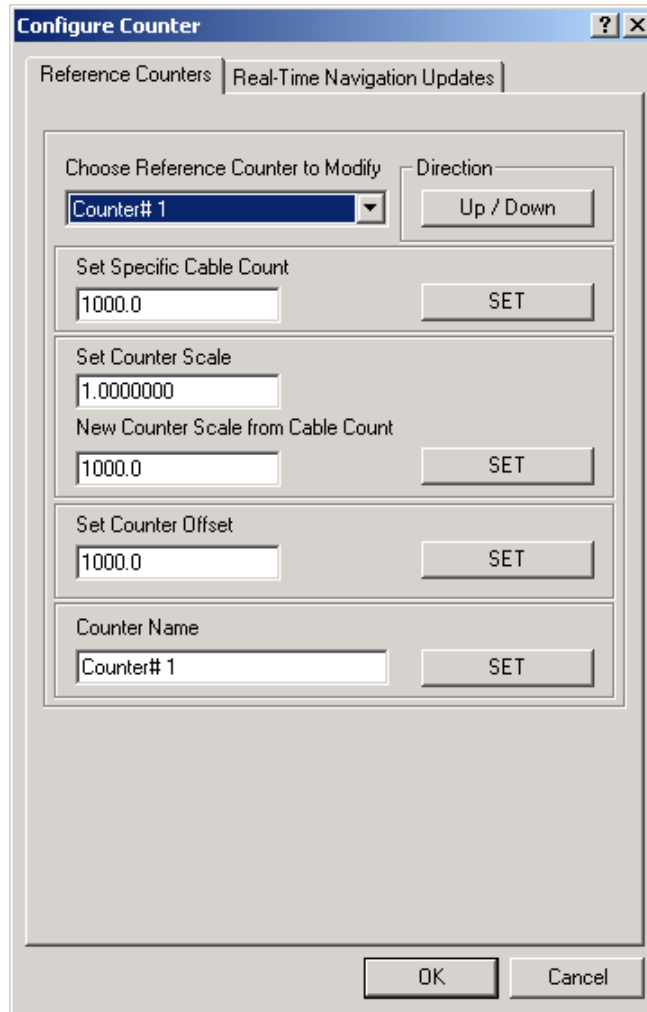 Configure Counter
Reference Counters
Real-Time Navigation Updates
Choose Reference Counter to Modify
Direction
Counter# 1
Up / Down
Set Specific Cable Count
1000.0
SET
Set Counter Scale
1.0000000
New Counter Scale from Cable Count
1000.0
SET
Set Counter Offset
1000.0
SET
Counter Name
Counter# 1
SET
OK
Cancel